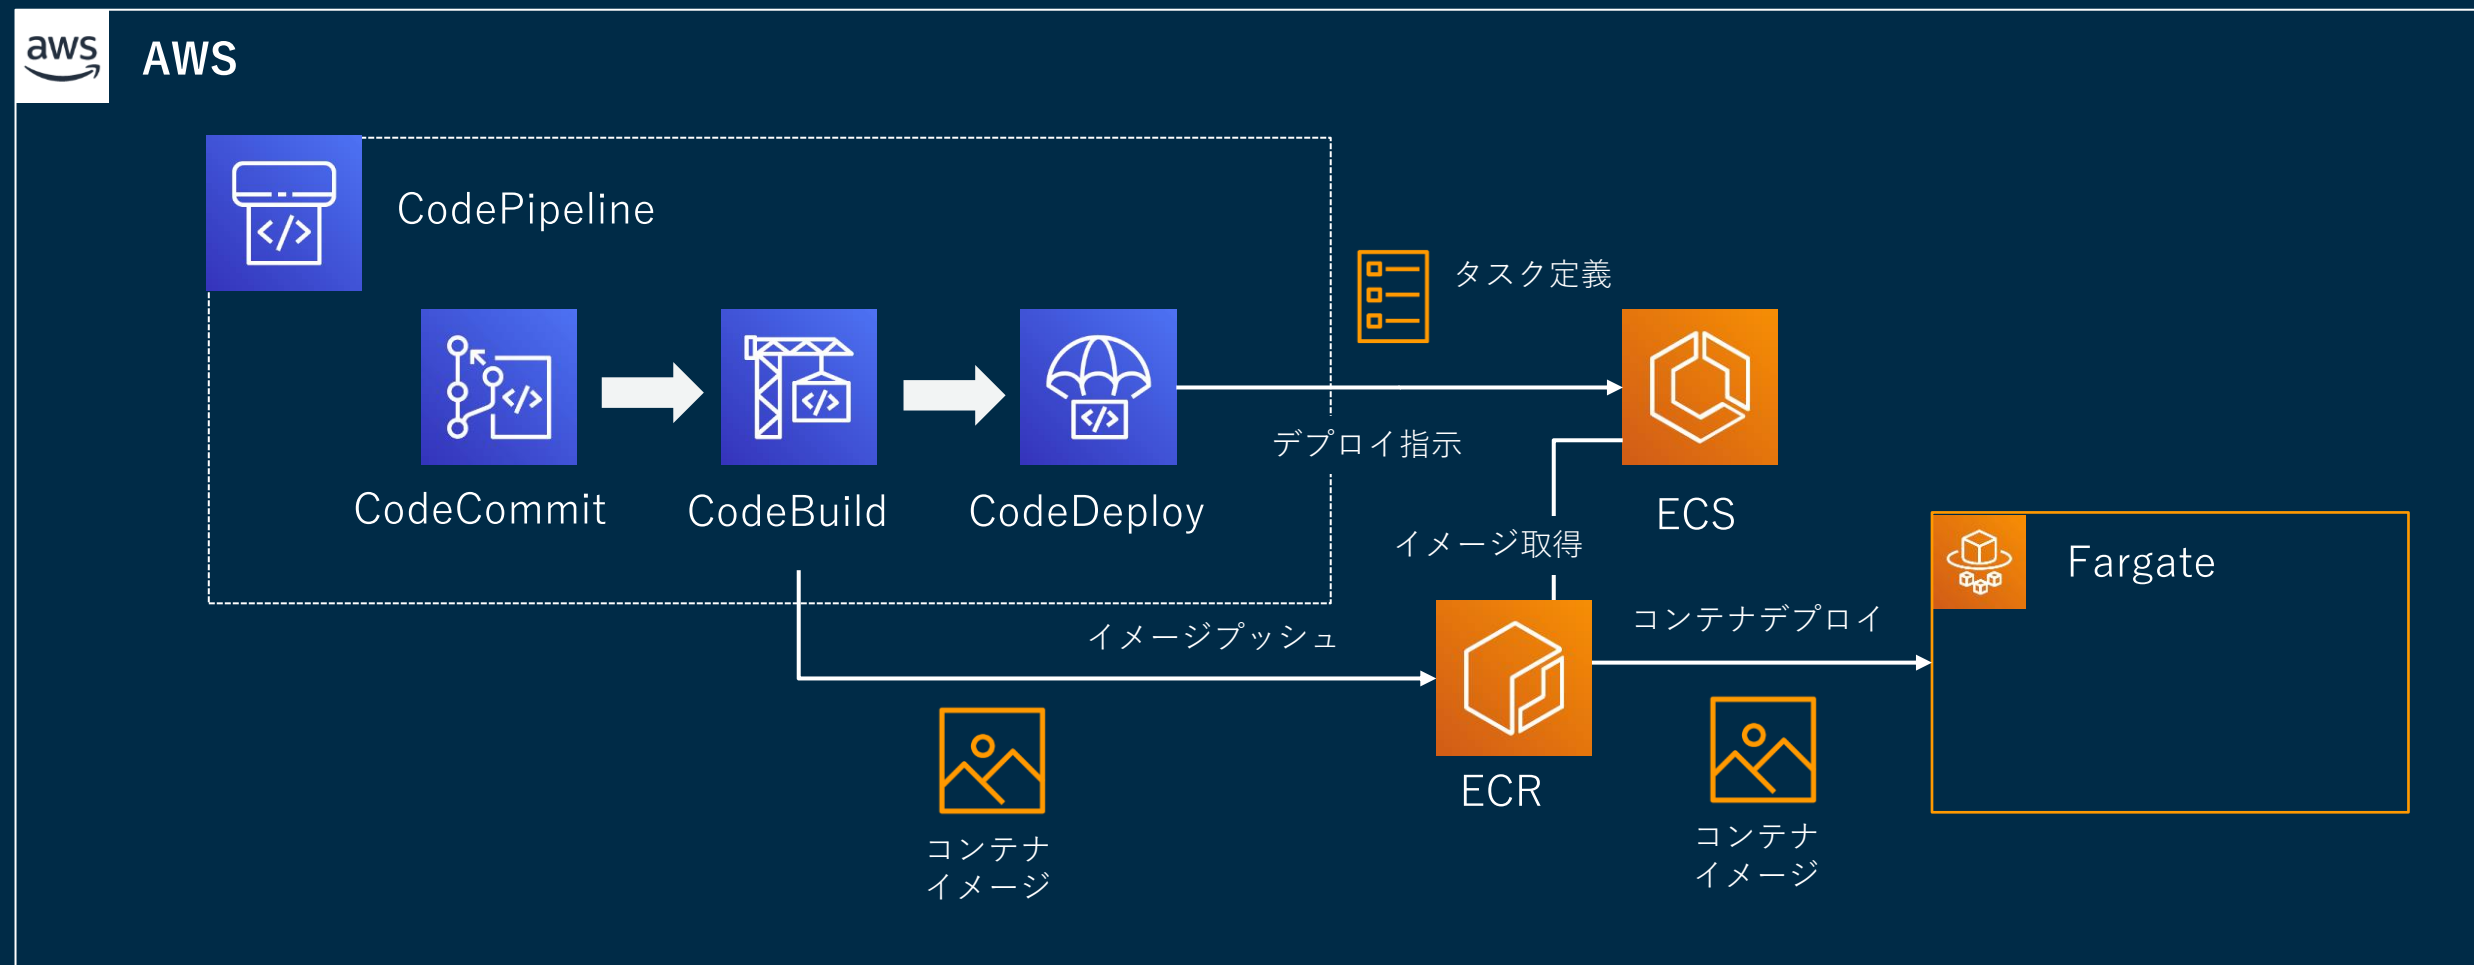 aws
AWS
CodePipeline
タスク定義
デプロイ指示
CodeCommit
CodeBuild
CodeDeploy
ECS
イメージ取得
Fargate
イメージプッシュ
コンテナデプロイ
ECR
コンテナ
イメージ
コンテナ
イメージ